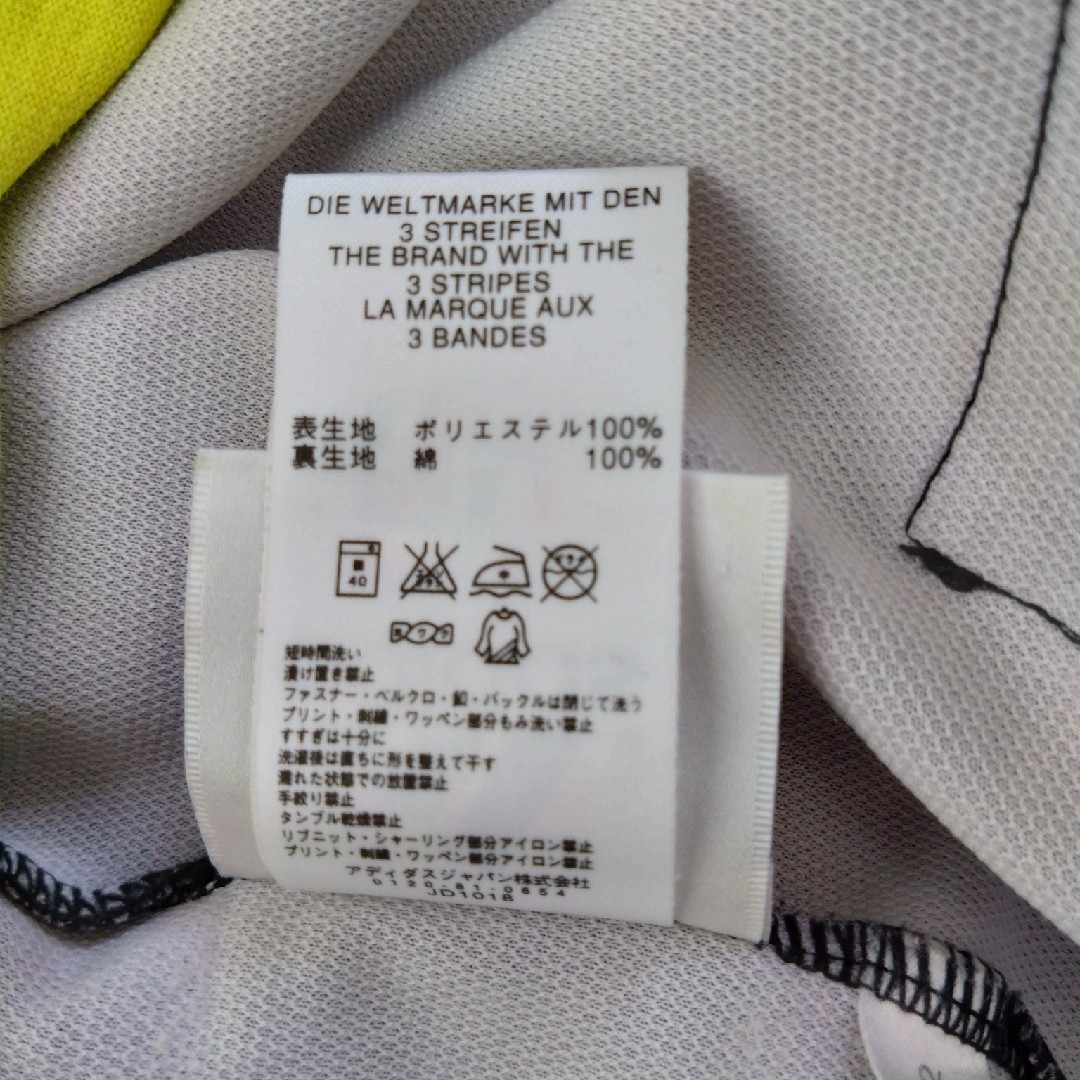 DIE WELTMARKE MIT DEN
3 STREIFEN
THE BRAND WITH THE
3 STRIPES
LA MARQUE AUX
3 BANDES
表生地 ポリエステル100%
裏生地 綿 100%
40
短時間洗い
漬け置き禁止
ファスナー・ベルクロ・釦・バックルは閉じて洗う
プリント・刺繍・ワッペン部分もみ洗い禁止
すすぎは十分に
洗濯後は直ちに形を整えて干す
濡れた状態での放置禁止
手絞り禁止
タンブル乾燥禁止
リブニット・シャーリング部分アイロン禁止
プリント・刺繍・ワッペン部分アイロン禁止
アディダスジャパン株式会社
0120-81-0654
JD1016